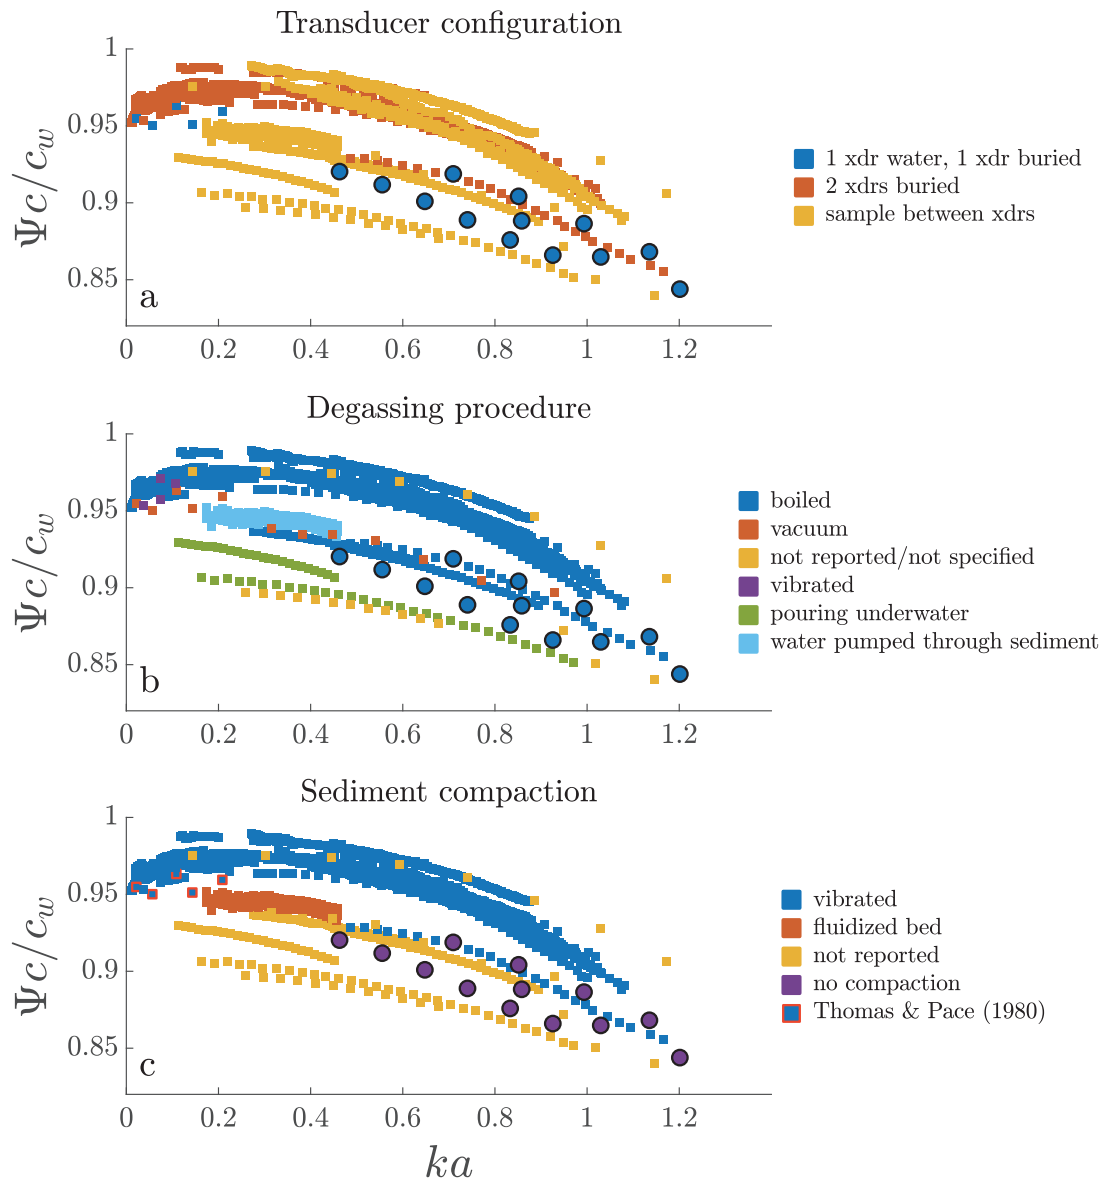 Transducer configuration
1
0.95
0.9
0.85
Ψc/c_w
a
0 0.2 0.4 0.6 0.8 1 1.2
1 xdr water, 1 xdr buried
2 xdrs buried
sample between xdrs
Degassing procedure
1
0.95
0.9
0.85
Ψc/c_w
b
0 0.2 0.4 0.6 0.8 1 1.2
boiled
vacuum
not reported/not specified
vibrated
pouring underwater
water pumped through sediment
Sediment compaction
1
0.95
0.9
0.85
Ψc/c_w
c
0 0.2 0.4 0.6 0.8 1 1.2
ka
vibrated
fluidized bed
not reported
no compaction
Thomas & Pace (1980)